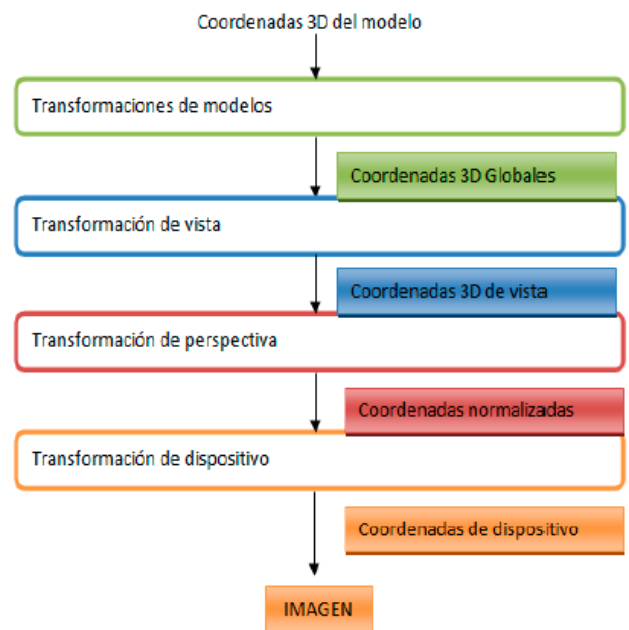 Coordenadas 3D del modelo
Transformaciones de modelos
Coordenadas 3D Globales
Transformación de vista
Coordenadas 3D de vista
Transformación de perspectiva
Coordenadas normalizadas
Transformación de dispositivo
Coordenadas de dispositivo
IMAGEN